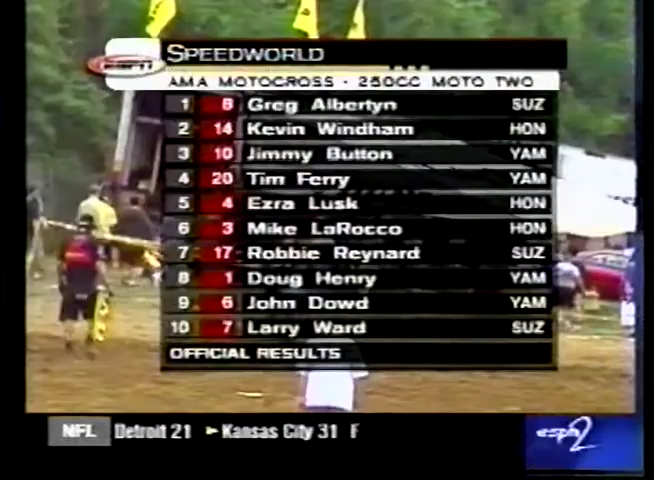 ESPN
SPEEDWORLD
AMA MOTOCROSS - 250CC MOTO TWO
1 8 Greg Albertyn SUZ
2 14 Kevin Windham HON
3 10 Jimmy Button YAM
4 20 Tim Ferry YAM
5 4 Ezra Lusk HON
6 3 Mike LaRocco HON
7 17 Robbie Reynard SUZ
8 1 Doug Henry YAM
9 6 John Dowd YAM
10 7 Larry Ward SUZ
OFFICIAL RESULTS
NFL Detroit 21 ►Kansas City 31 F
espn2